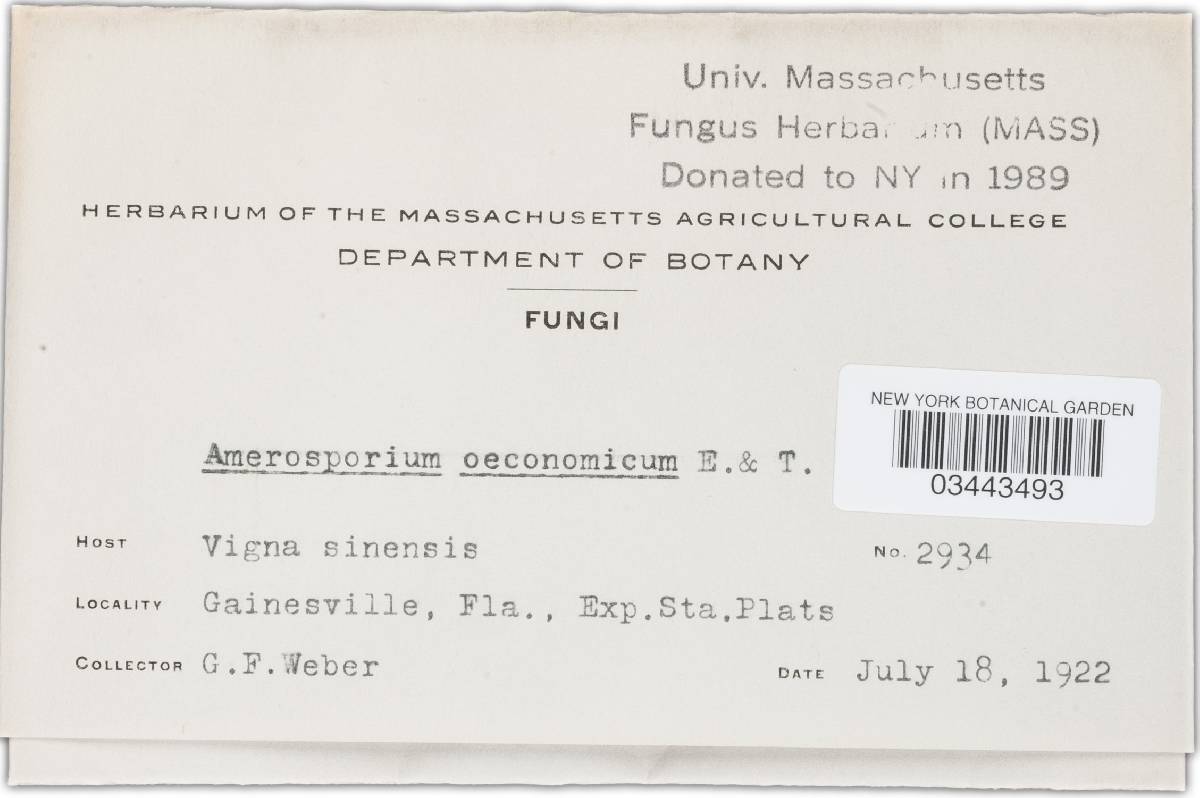 Univ. Massachusetts
Fungus Herbarium (MASS)
Donated to NY in 1989
HERBARIUM OF THE MASSACHUSETTS AGRICULTURAL COLLEGE
DEPARTMENT OF BOTANY
FUNGI
NEW YORK BOTANICAL GARDEN
03443493
Amerosporium oeconomicum E.& T.
HOST Vigna sinensis No. 2934
LOCALITY Gainesville, Fla., Exp.Sta.Plats
COLLECTOR G.F.Weber DATE July 18, 1922